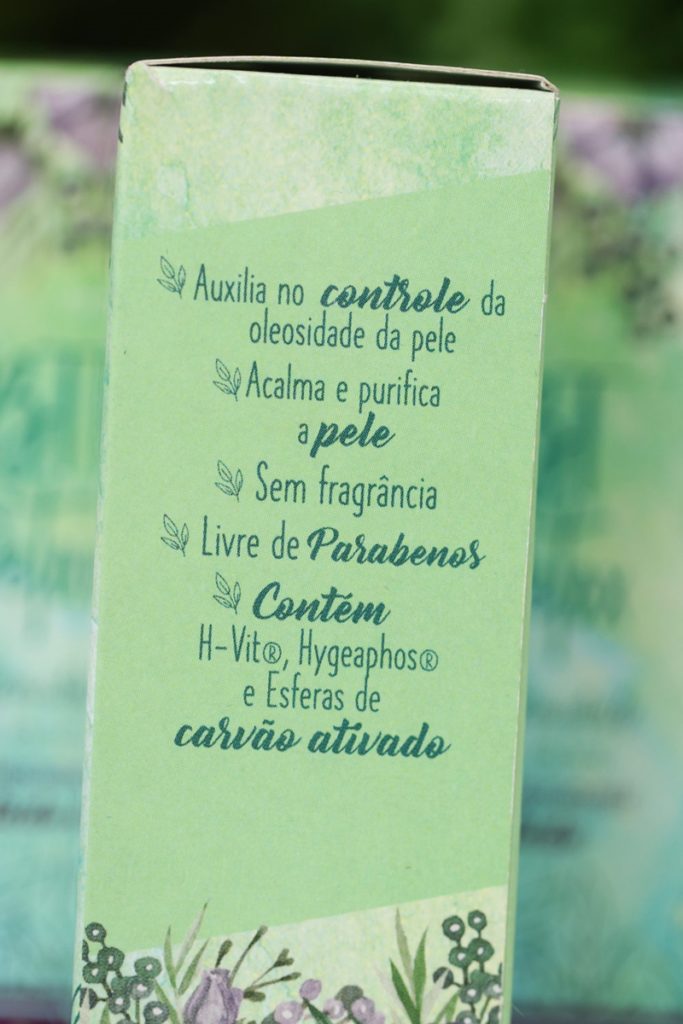 Auxilia no controle da
oleosidade da pele
Acalma e purifica
a pele
Sem fragrância
Livre de Parabenos
Contém
H-Vit®, Hygeaphos®
e Esferas de
carvão ativado